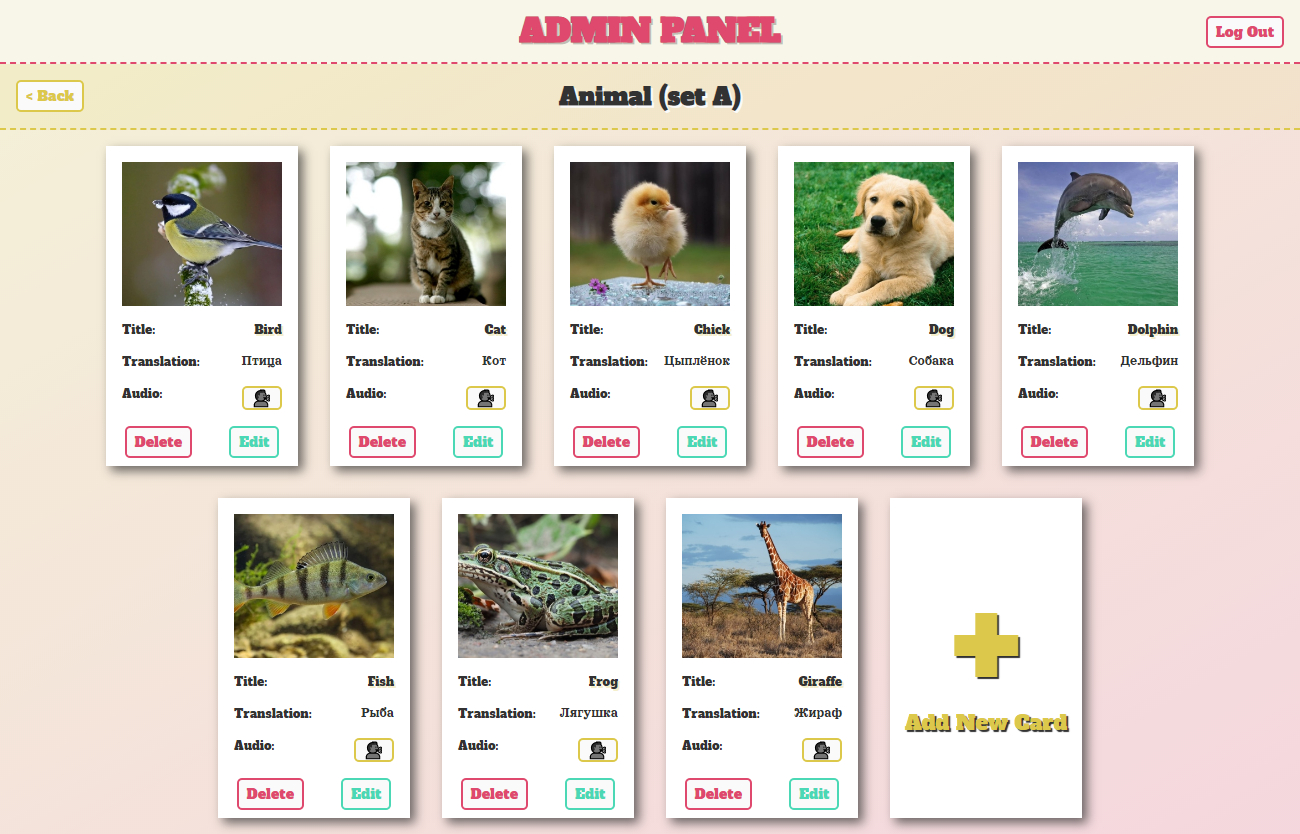 ADMIN PANEL
Log Out
< Back
Animal (set A)
Title: Bird
Translation: Птица
Audio:
Delete Edit
Title: Cat
Translation: Кот
Audio:
Delete Edit
Title: Chick
Translation: Цыплёнок
Audio:
Delete Edit
Title: Dog
Translation: Собака
Audio:
Delete Edit
Title: Dolphin
Translation: Дельфин
Audio:
Delete Edit
Title: Fish
Translation: Рыба
Audio:
Delete Edit
Title: Frog
Translation: Лягушка
Audio:
Delete Edit
Title: Giraffe
Translation: Жираф
Audio:
Delete Edit
Add New Card